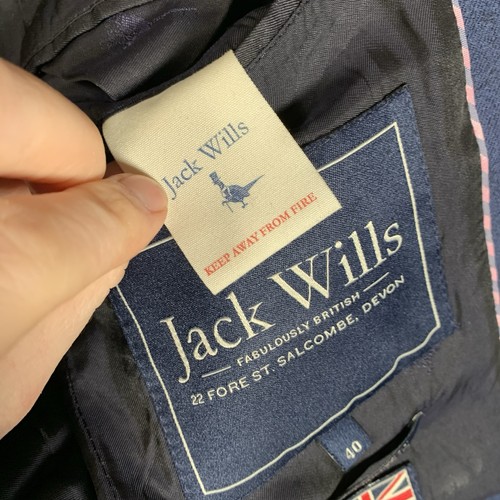 Jack Wills
KEEP AWAY FROM FIRE
Jack Wills
FABULOUSLY BRITISH
22 FORE ST. SALCOMBE, DEVON
40